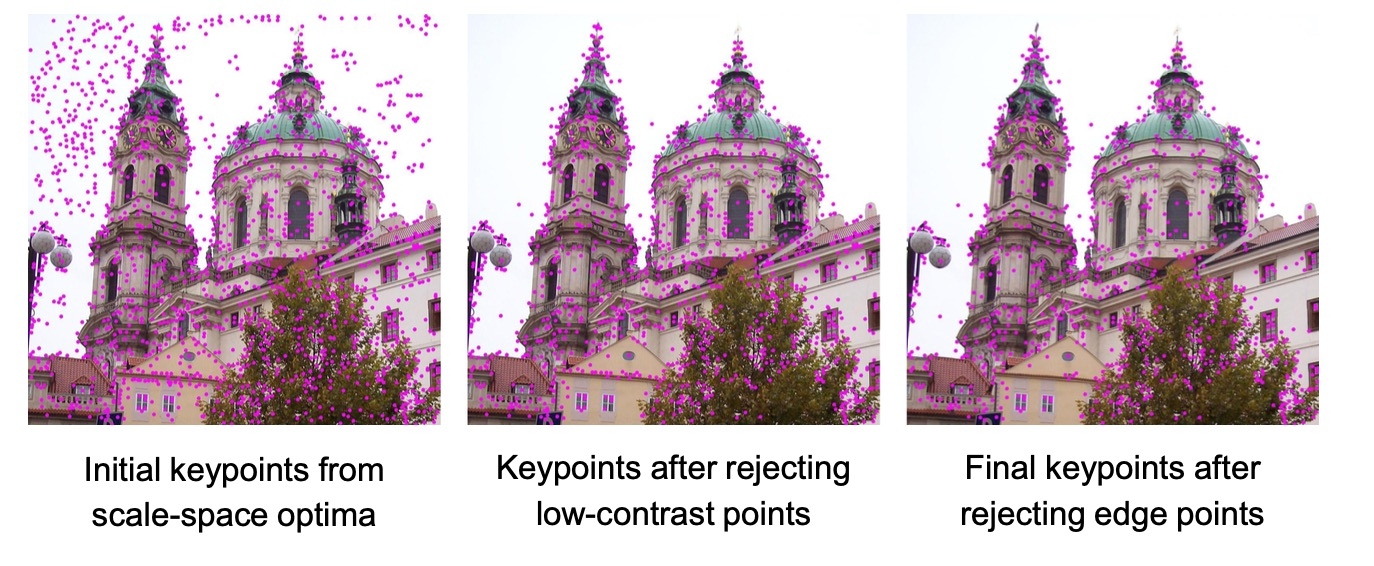 Initial keypoints from
scale-space optima
Keypoints after rejecting
low-contrast points
Final keypoints after
rejecting edge points